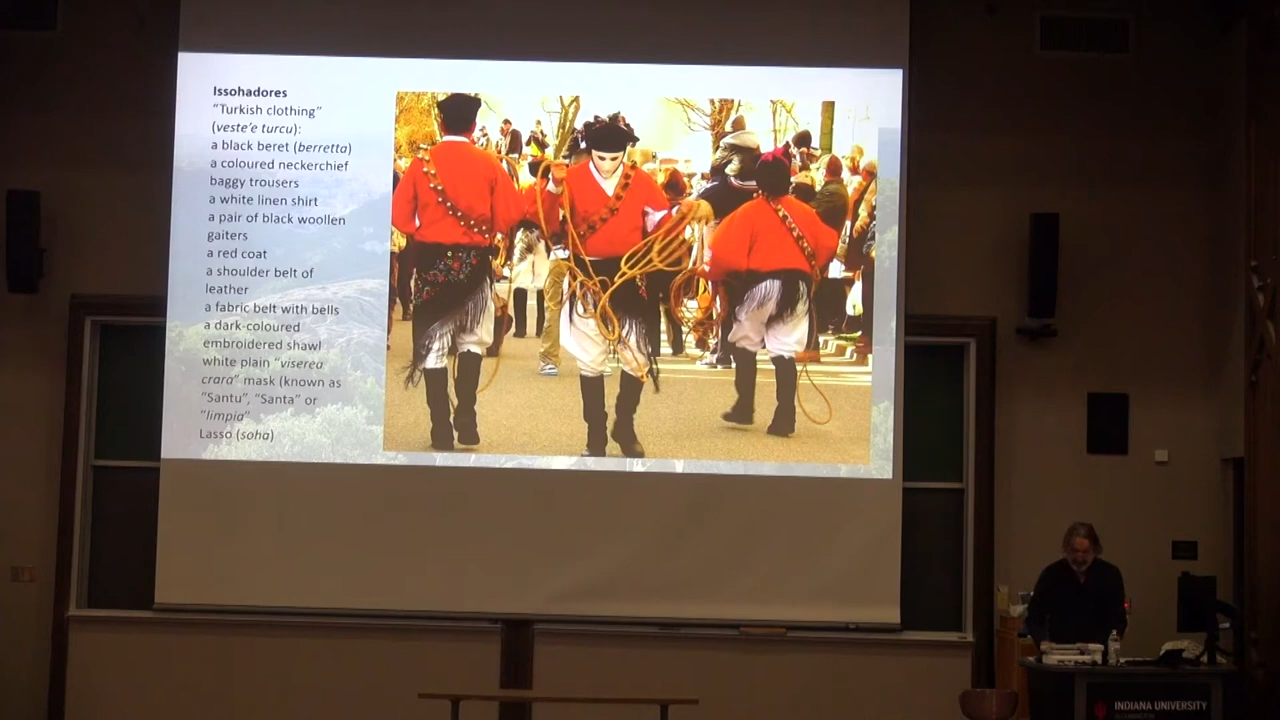 Issohadores
"Turkish clothing"
(veste'e turcu):
a black beret (berretta)
a coloured neckerchief
baggy trousers
a white linen shirt
a pair of black woollen
gaiters
a red coat
a shoulder belt of
leather
a fabric belt with bells
a dark-coloured
embroidered shawl
white plain "viserea
crara" mask (known as
"Santu", "Santa" or
"limpia"
Lasso (soha)
INDIANA UNIVERSITY